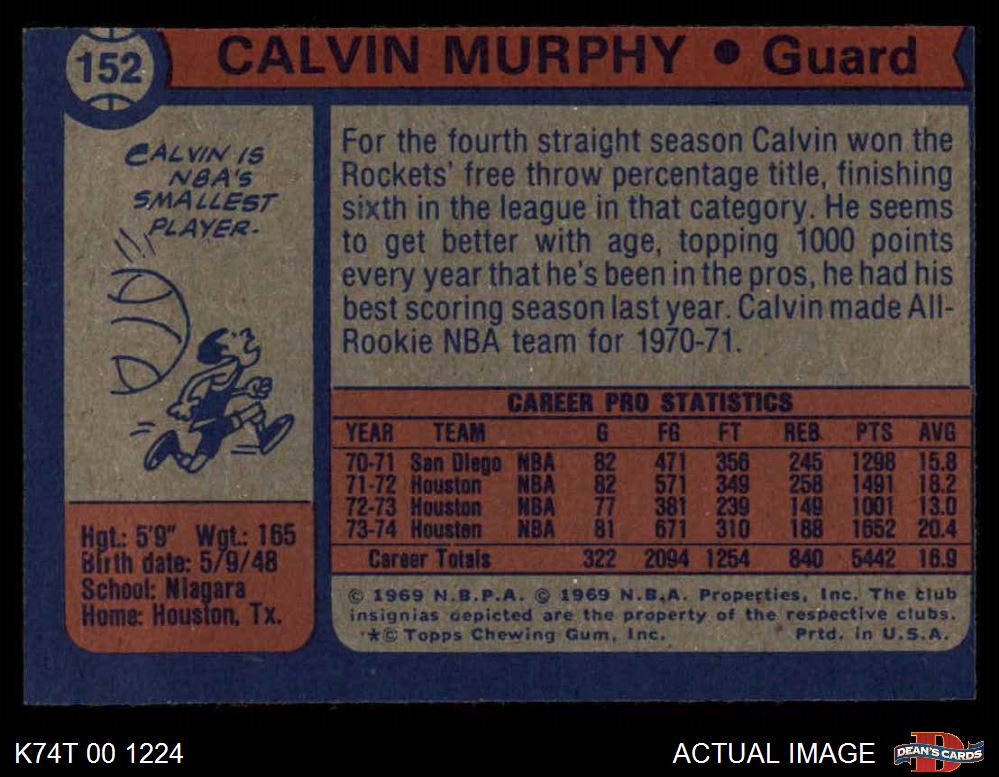 152
CALVIN MURPHY • Guard
CALVIN IS
NBA'S
SMALLEST
PLAYER.
For the fourth straight season Calvin won the
Rockets' free throw percentage title, finishing
sixth in the league in that category. He seems
to get better with age, topping 1000 points
every year that he's been in the pros, he had his
best scoring season last year. Calvin made All-
Rookie NBA team for 1970-71.
CAREER PRO STATISTICS
YEAR TEAM G FG FT REB PTS AVG
70-71 San Diego NBA 82 471 356 245 1298 15.8
71-72 Houston NBA 82 571 349 258 1491 18.2
72-73 Houston NBA 77 381 239 149 1001 13.0
73-74 Houston NBA 81 671 310 188 1652 20.4
Career Totals 322 2094 1254 840 5442 16.9
Hgt.: 5'9" Wgt.: 165
Birth date: 5/9/48
School: Niagara
Home: Houston, Tx.
© 1969 N.B.P.A. © 1969 N.B.A. Properties, Inc. The club
insignias depicted are the property of the respective clubs.
*© Topps Chewing Gum, Inc. Prtd. in U.S.A.
K74T 00 1224
ACTUAL IMAGE
D
DEAN'S CARDS